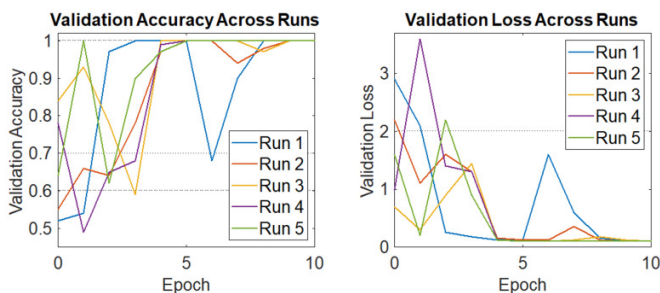 Validation Accuracy Across Runs
Validation Accuracy
1
0.9
0.8
0.7
0.6
0.5
0
5
10
Epoch
Run 1
Run 2
Run 3
Run 4
Run 5
Validation Loss Across Runs
Validation Loss
3
2
1
0
0
5
10
Epoch
Run 1
Run 2
Run 3
Run 4
Run 5